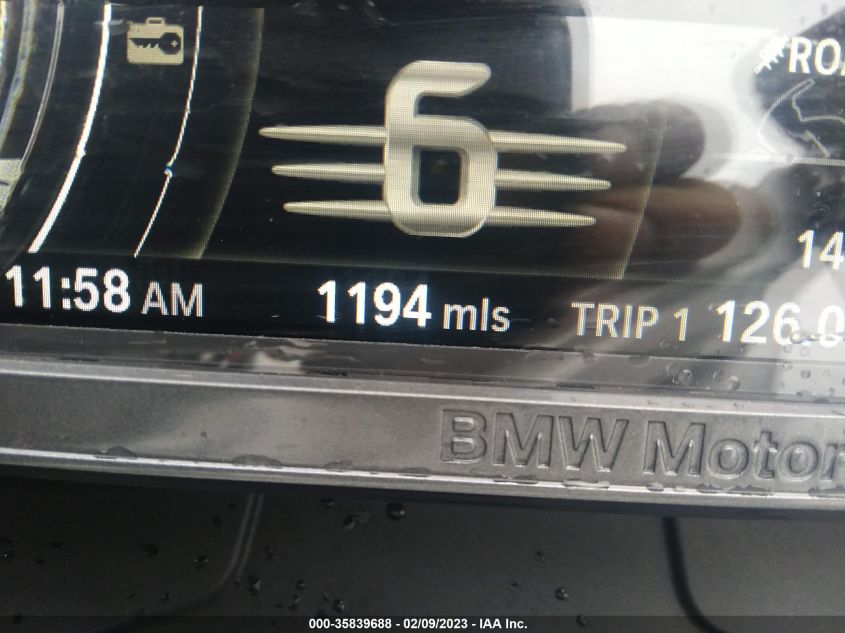 6
ROA
14
11:58 AM 1194 mls TRIP 1 126.0
BMW Motor
000-35839688 - 02/09/2023 - IAA Inc.